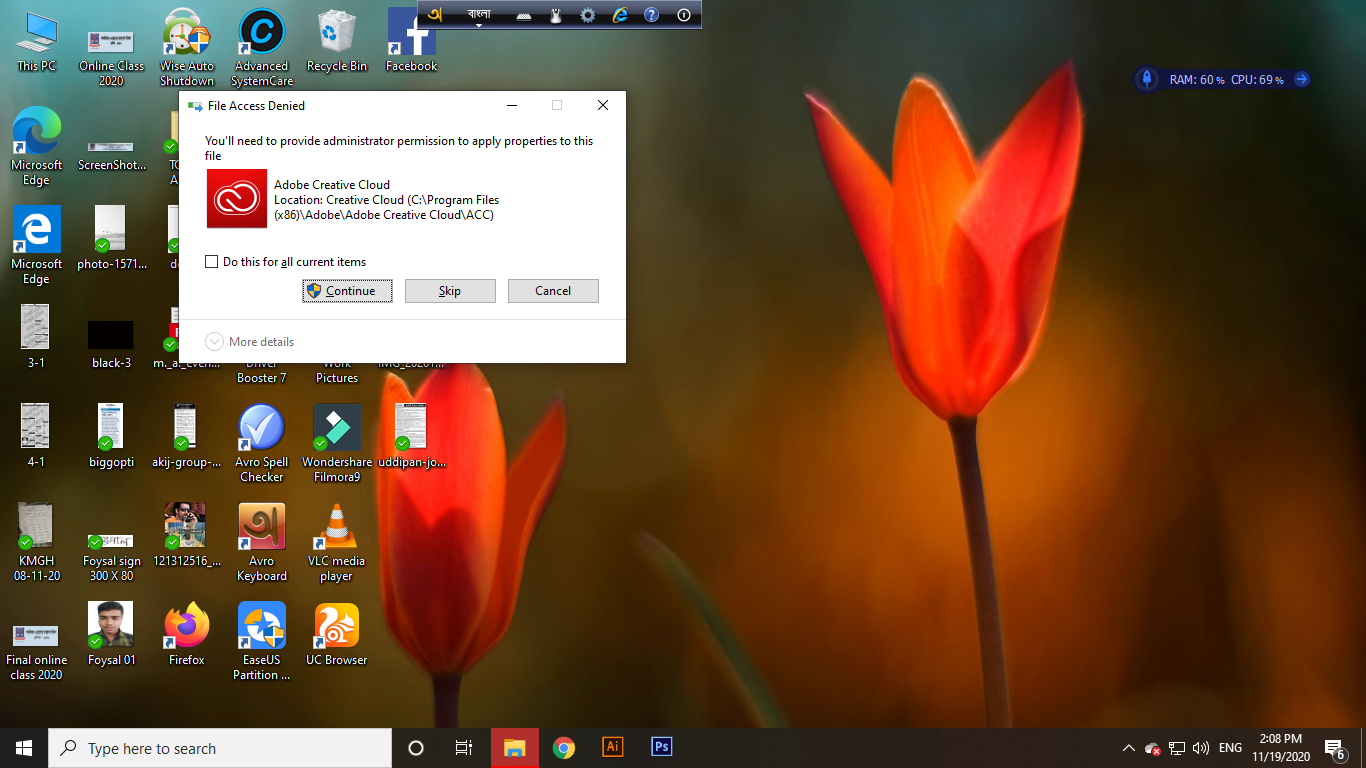 বাংলা
This PC
Online Class
2020
Wise Auto
Shutdown
Advanced
SystemCare
Recycle Bin
Facebook
RAM: 60 % CPU: 69 %
File Access Denied
You'll need to provide administrator permission to apply properties to this
file
Adobe Creative Cloud
Location: Creative Cloud (C:\Program Files
(x86)\Adobe\Adobe Creative Cloud\ACC)
Do this for all current items
Continue
Skip
Cancel
More details
Microsoft
Edge
ScreenShot...
Microsoft
Edge
photo-1571...
3-1
black-3
m._a._even...
Driver
Booster 7
Work
Pictures
4-1
biggopti
akij-group-...
Avro Spell
Checker
Wondershare
Filmora9
uddipan-jo...
KMGH
08-11-20
Foysal sign
300 X 80
121312516_...
Avro
Keyboard
VLC media
player
Final online
class 2020
Foysal 01
Firefox
EaseUS
Partition ...
UC Browser
Type here to search
Ai
Ps
ENG
2:08 PM
11/19/2020
6